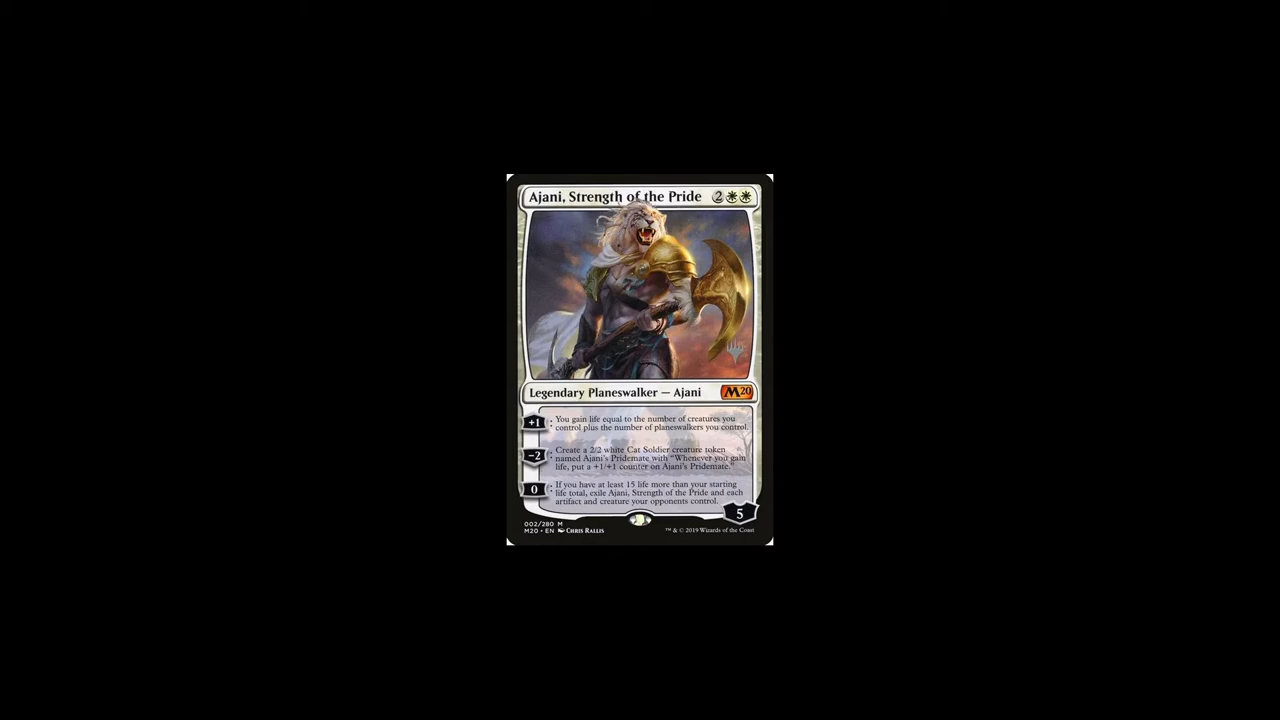 Ajani, Strength of the Pride 2
Legendary Planeswalker — Ajani M20
+1 : You gain life equal to the number of creatures you
control plus the number of planeswalkers you control.
−2 : Create a 2/2 white Cat Soldier creature token
named Ajani's Pridemate with "Whenever you gain
life, put a +1/+1 counter on Ajani's Pridemate."
0 : If you have at least 15 life more than your starting
life total, exile Ajani, Strength of the Pride and each
artifact and creature your opponents control.
5
002/280 M
M20 • EN Chris Rallis ™ & © 2019 Wizards of the Coast